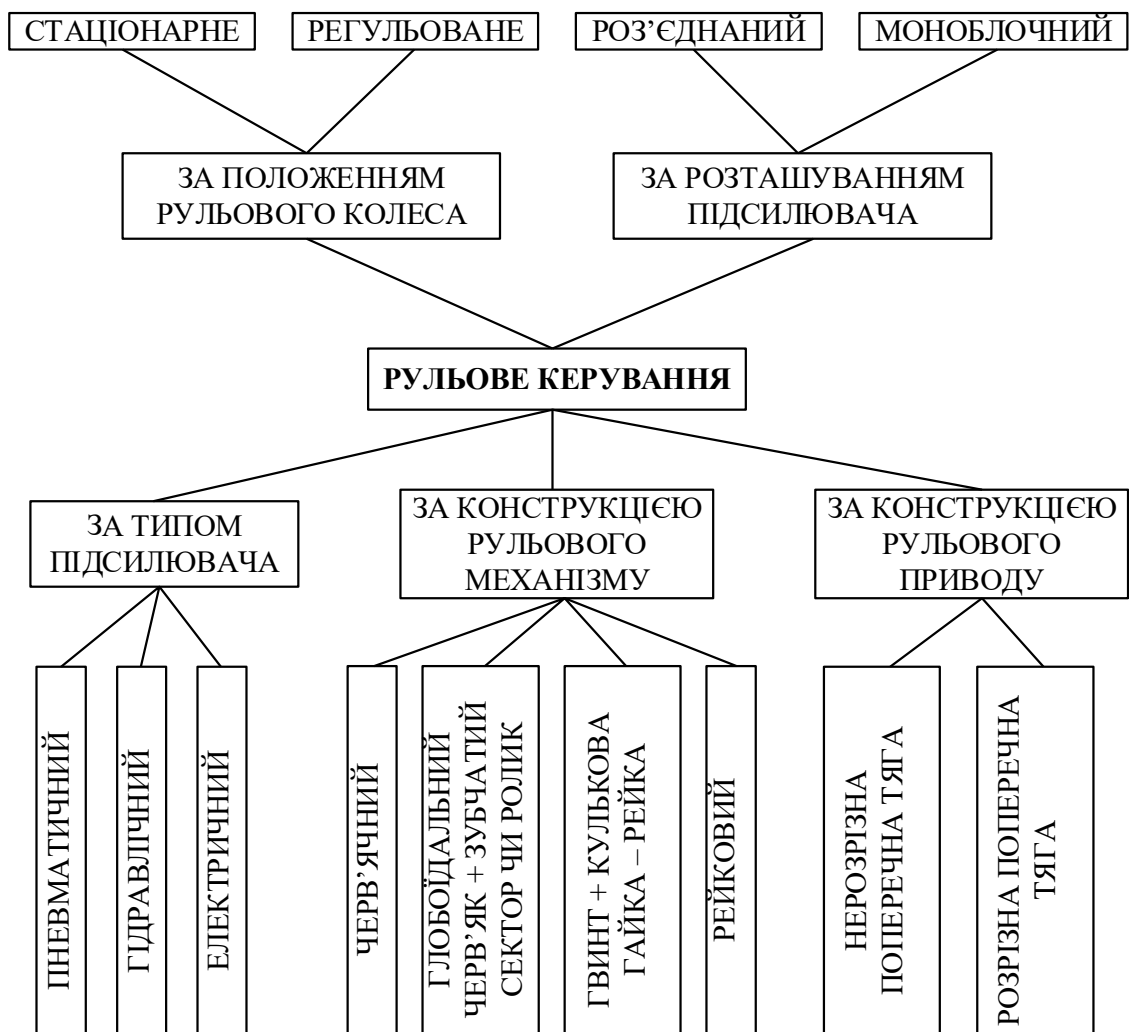 СТАЦІОНАРНЕ
РЕГУЛЬОВАНЕ
РОЗ’ЄДНАНИЙ
МОНОБЛОЧНИЙ
ЗА ПОЛОЖЕННЯМ
РУЛЬОВОГО КОЛЕСА
ЗА РОЗТАШУВАННЯМ
ПІДСИЛЮВАЧА
РУЛЬОВЕ КЕРУВАННЯ
ЗА ТИПОМ
ПІДСИЛЮВАЧА
ЗА КОНСТРУКЦІЄЮ
РУЛЬОВОГО
МЕХАНІЗМУ
ЗА КОНСТРУКЦІЄЮ
РУЛЬОВОГО
ПРИВОДУ
ПНЕВМАТИЧНИЙ
ГІДРАВЛІЧНИЙ
ЕЛЕКТРИЧНИЙ
ЧЕРВ’ЯЧНИЙ
ГЛОБОЇДАЛЬНИЙ
ЧЕРВ’ЯК + ЗУБЧАТИЙ
СЕКТОР ЧИ РОЛИК
ГВИНТ + КУЛЬКОВА
ГАЙКА – РЕЙКА
РЕЙКОВИЙ
НЕРОЗРІЗНА
ПОПЕРЕЧНА ТЯГА
РОЗРІЗНА ПОПЕРЕЧНА
ТЯГА